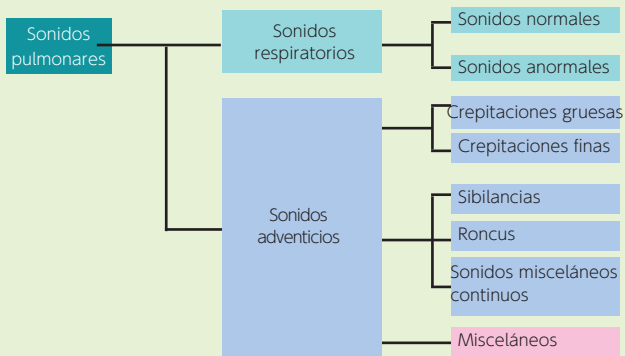 Sonidos
pulmonares
Sonidos
respiratorios
Sonidos normales
Sonidos anormales
Sonidos
adventicios
Crepitaciones gruesas
Crepitaciones finas
Sibilancias
Roncus
Sonidos misceláneos
continuos
Misceláneos